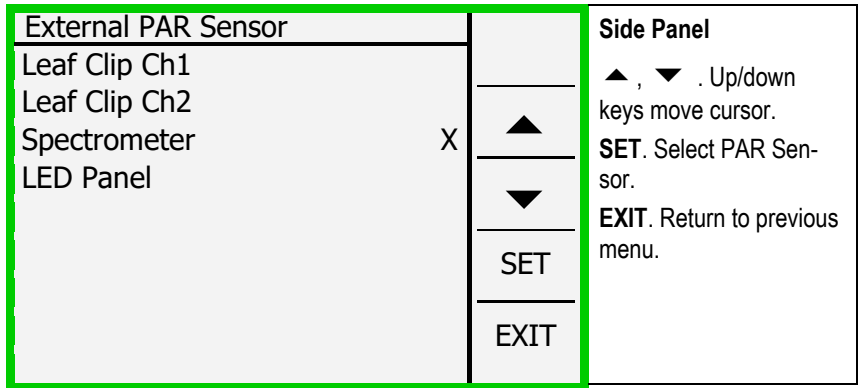 External PAR Sensor
Leaf Clip Ch1
Leaf Clip Ch2
Spectrometer X
LED Panel
▲
▼
SET
EXIT
Side Panel
▲ , ▼ . Up/down
keys move cursor.
SET. Select PAR Sen-
sor.
EXIT. Return to previous
menu.